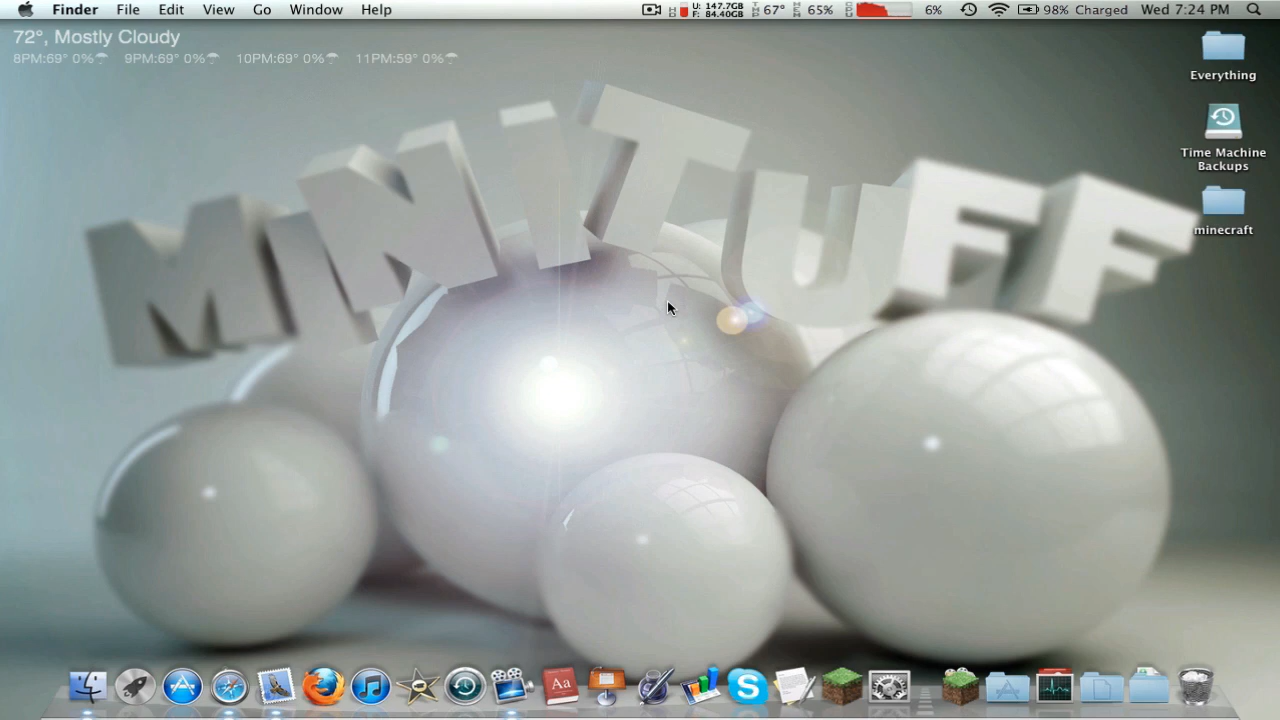 Finder File Edit View Go Window Help U: 147.7GB F: 84.40GB 67° 65% 6% 98% Charged Wed 7:24 PM
72°, Mostly Cloudy
8PM:69° 0% 9PM:69° 0% 10PM:69° 0% 11PM:59° 0%
Everything
Time Machine
Backups
minecraft
MINITUFF
Aa